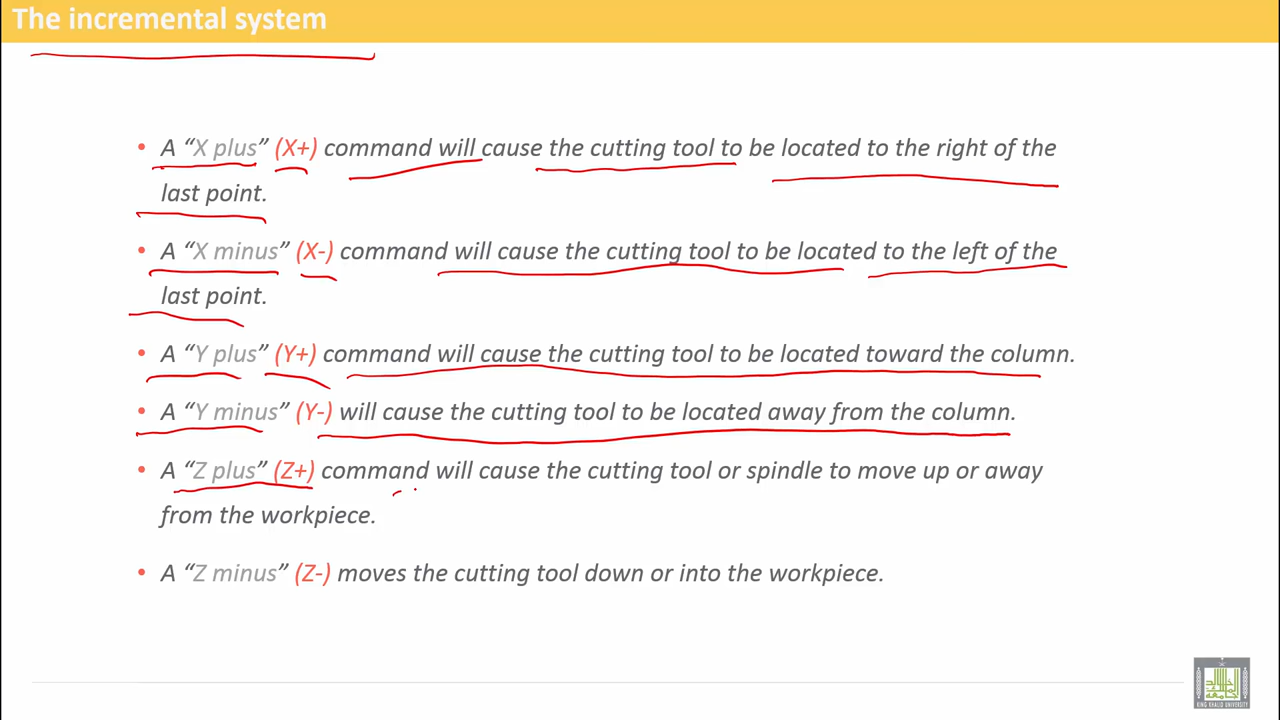 The incremental system
• A “X plus” (X+) command will cause the cutting tool to be located to the right of the
last point.
• A “X minus” (X-) command will cause the cutting tool to be located to the left of the
last point.
• A “Y plus” (Y+) command will cause the cutting tool to be located toward the column.
• A “Y minus” (Y-) will cause the cutting tool to be located away from the column.
• A “Z plus” (Z+) command will cause the cutting tool or spindle to move up or away
from the workpiece.
• A “Z minus” (Z-) moves the cutting tool down or into the workpiece.
KING KHALID UNIVERSITY